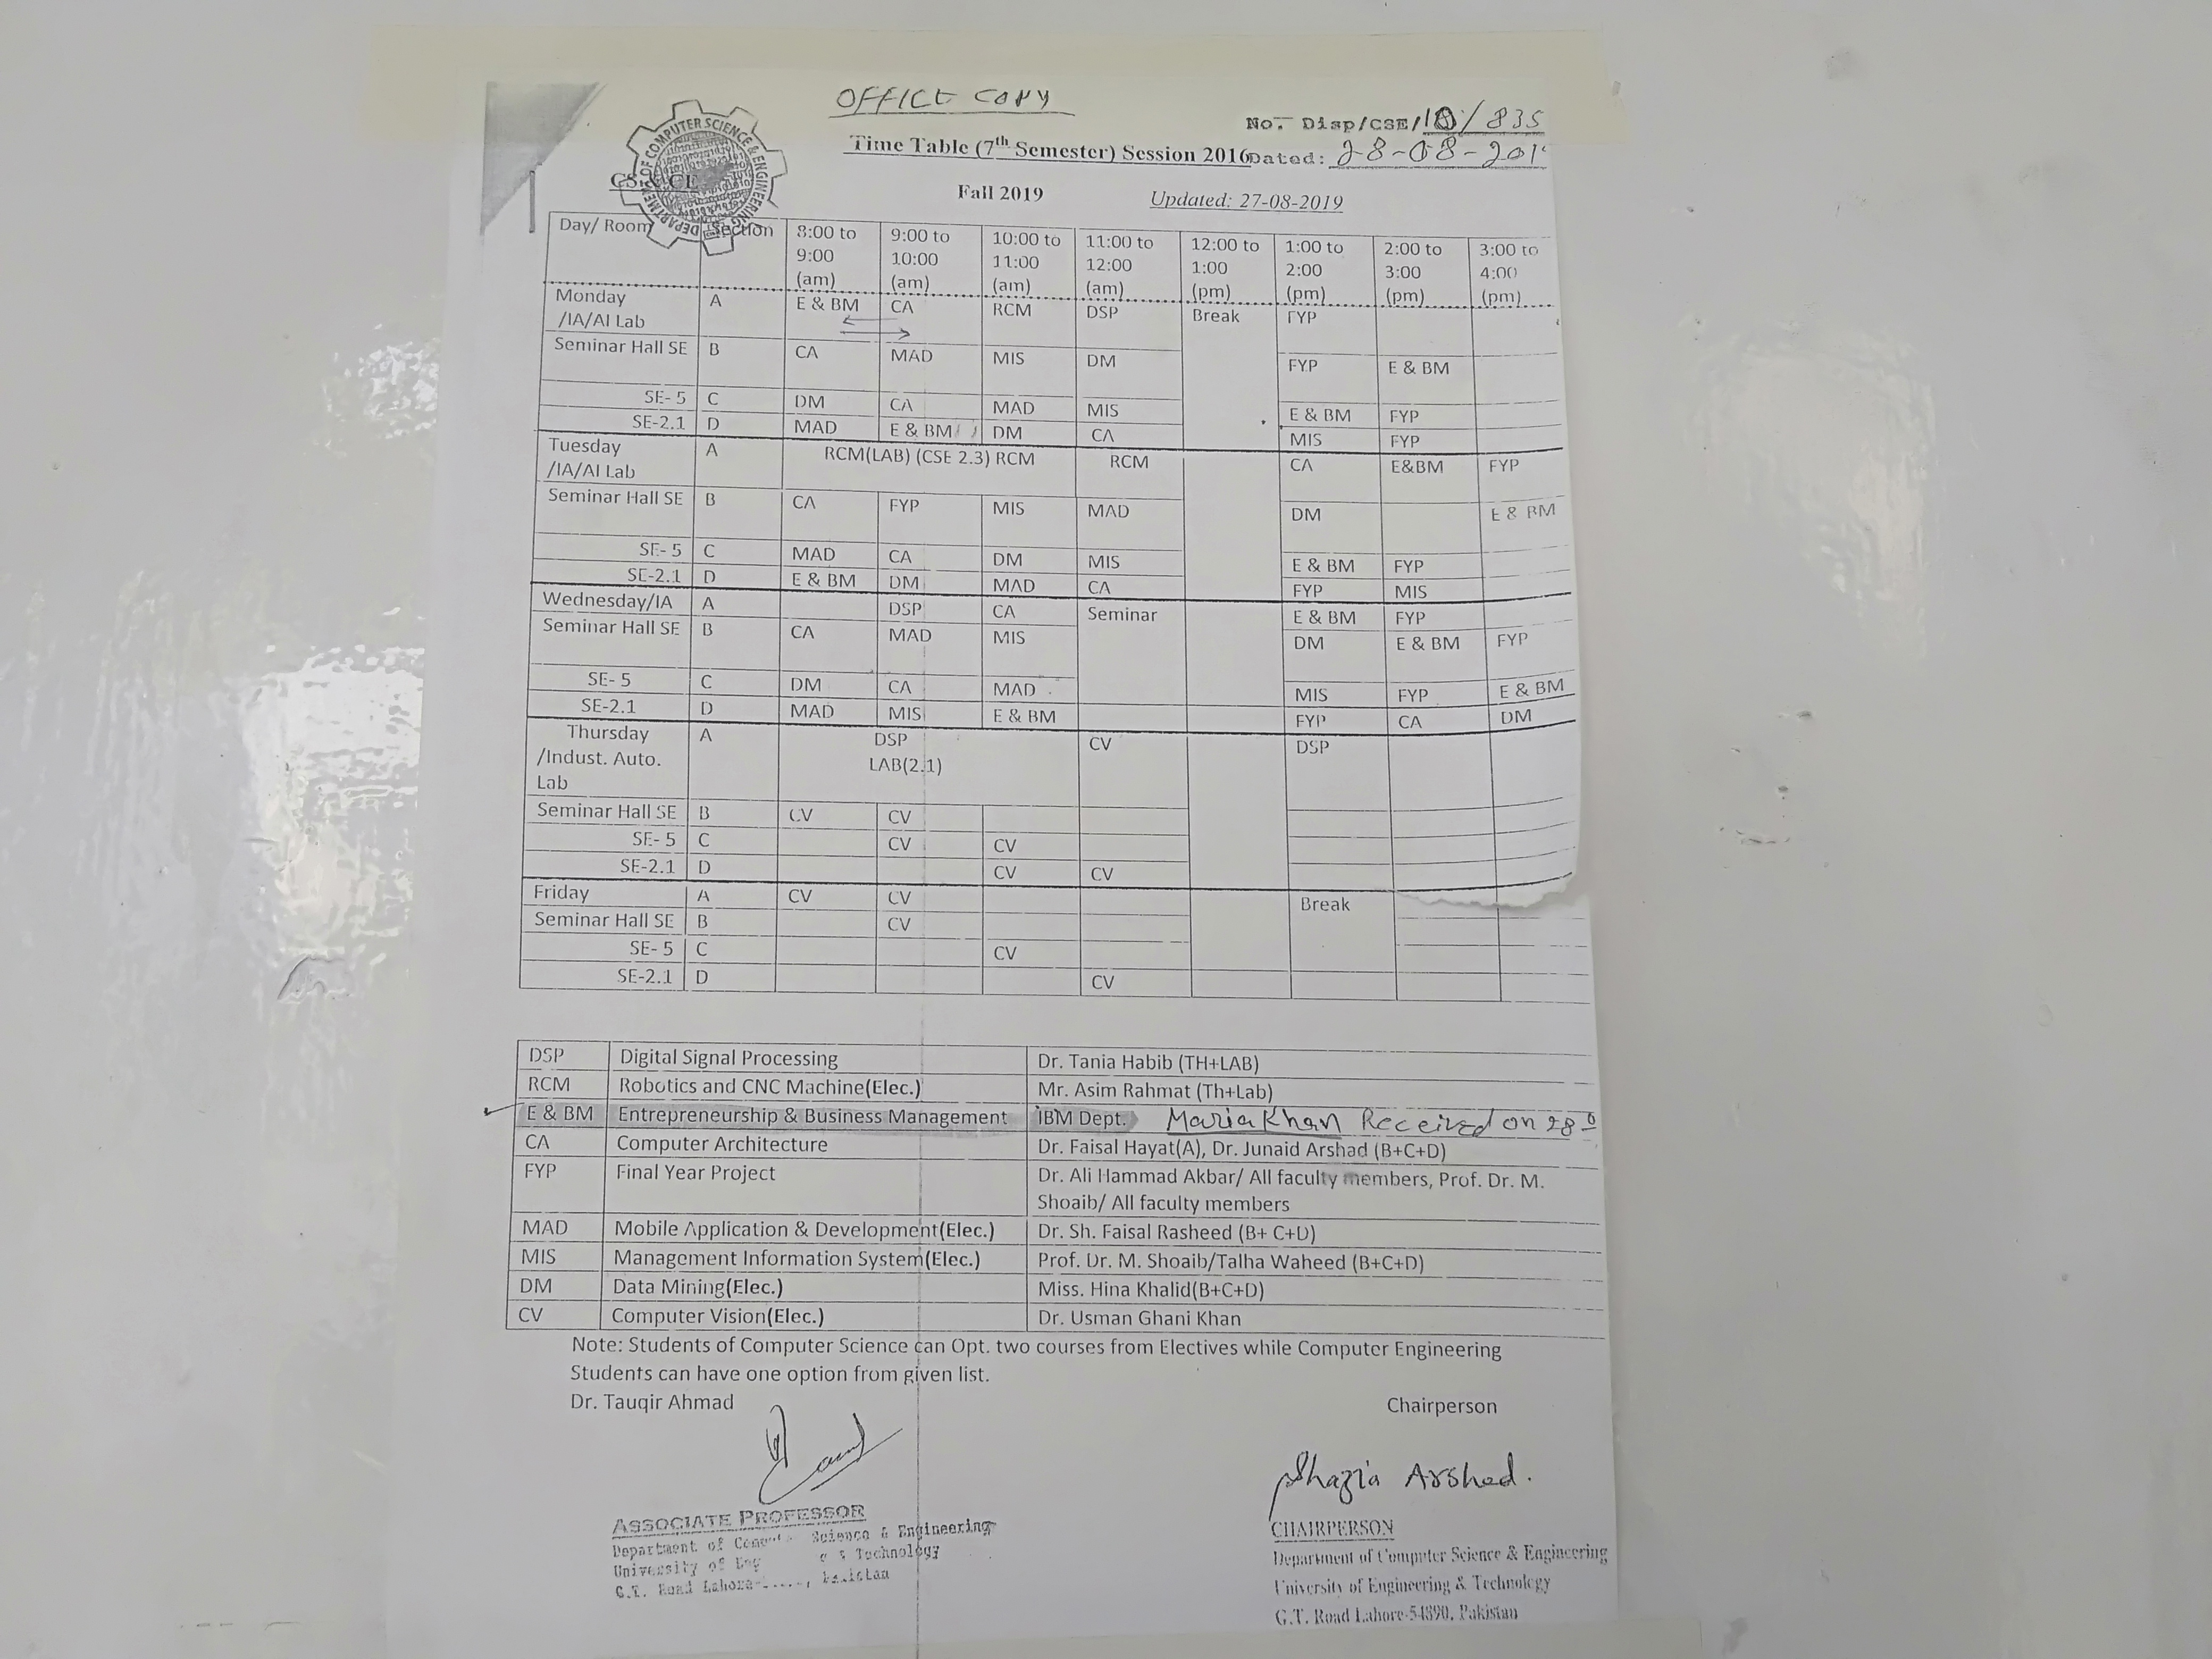 OFFICE COPY
No. Disp/CSE/10/835
Time Table (7th Semester) Session 2016 Dated: 28-08-201
DEPARTMENT OF COMPUTER SCIENCE & ENGINEERING
CS & CE
Fall 2019 Updated: 27-08-2019
Day/ Room Section 8:00 to 9:00 (am) 9:00 to 10:00 (am) 10:00 to 11:00 (am) 11:00 to 12:00 (am) 12:00 to 1:00 (pm) 1:00 to 2:00 (pm) 2:00 to 3:00 (pm) 3:00 to 4:00 (pm)
Monday /IA/AI Lab A E & BM CA RCM DSP Break FYP
Seminar Hall SE B CA MAD MIS DM FYP E & BM
SE- 5 C DM CA MAD MIS E & BM FYP
SE-2.1 D MAD E & BM DM CA MIS FYP
Tuesday /IA/AI Lab A RCM(LAB) (CSE 2.3) RCM RCM CA E&BM FYP
Seminar Hall SE B CA FYP MIS MAD DM E & BM
SE- 5 C MAD CA DM MIS E & BM FYP
SE-2.1 D E & BM DM MAD CA FYP MIS
Wednesday/IA A DSP CA Seminar E & BM FYP
Seminar Hall SE B CA MAD MIS DM E & BM FYP
SE- 5 C DM CA MAD MIS FYP E & BM
SE-2.1 D MAD MIS E & BM FYP CA DM
Thursday /Indust. Auto. Lab A DSP LAB(2.1) CV DSP
Seminar Hall SE B CV CV
SE- 5 C CV CV
SE-2.1 D CV CV
Friday A CV CV Break
Seminar Hall SE B CV
SE- 5 C CV
SE-2.1 D CV
DSP Digital Signal Processing Dr. Tania Habib (TH+LAB)
RCM Robotics and CNC Machine(Elec.) Mr. Asim Rahmat (Th+Lab)
E & BM Entrepreneurship & Business Management IBM Dept. Maria Khan Received on 28
CA Computer Architecture Dr. Faisal Hayat(A), Dr. Junaid Arshad (B+C+D)
FYP Final Year Project Dr. Ali Hammad Akbar/ All faculty members, Prof. Dr. M.
Shoaib/ All faculty members
MAD Mobile Application & Development(Elec.) Dr. Sh. Faisal Rasheed (B+ C+D)
MIS Management Information System(Elec.) Prof. Dr. M. Shoaib/Talha Waheed (B+C+D)
DM Data Mining(Elec.) Miss. Hina Khalid(B+C+D)
CV Computer Vision(Elec.) Dr. Usman Ghani Khan
Note: Students of Computer Science can Opt. two courses from Electives while Computer Engineering
Students can have one option from given list.
Dr. Tauqir Ahmad Chairperson
Shazia Arshad.
ASSOCIATE PROFESSOR
Department of Science & Engineering
University of & Technology
G.T. Road Lahore- Pakistan
CHAIRPERSON
Department of Computer Science & Engineering
University of Engineering & Technology
G.T. Road Lahore-54890. Pakistan